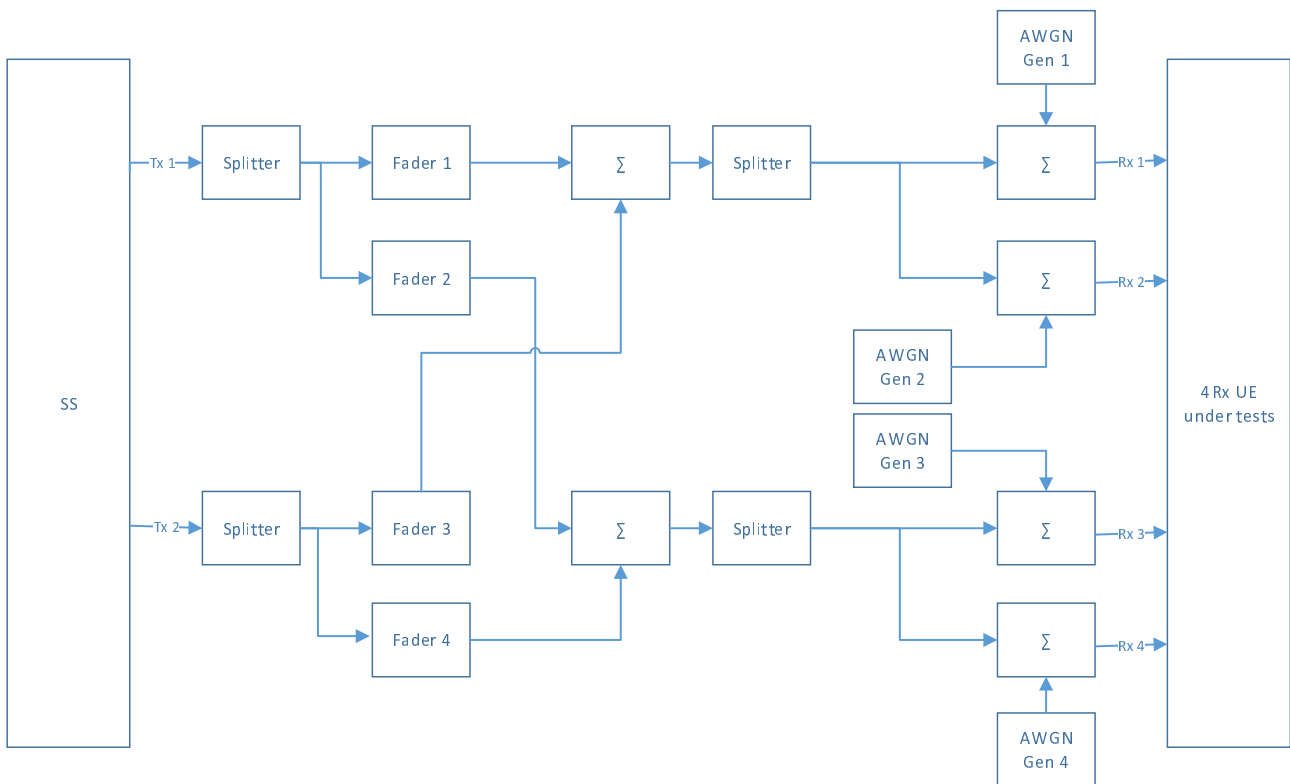 AWGN
Gen 1
Tx 1
Splitter
Fader 1
∑
Splitter
∑
Rx 1
Fader 2
∑
Rx 2
AWGN
Gen 2
SS
4 Rx UE
under tests
AWGN
Gen 3
Tx 2
Splitter
Fader 3
∑
Splitter
∑
Rx 3
Fader 4
∑
Rx 4
AWGN
Gen 4